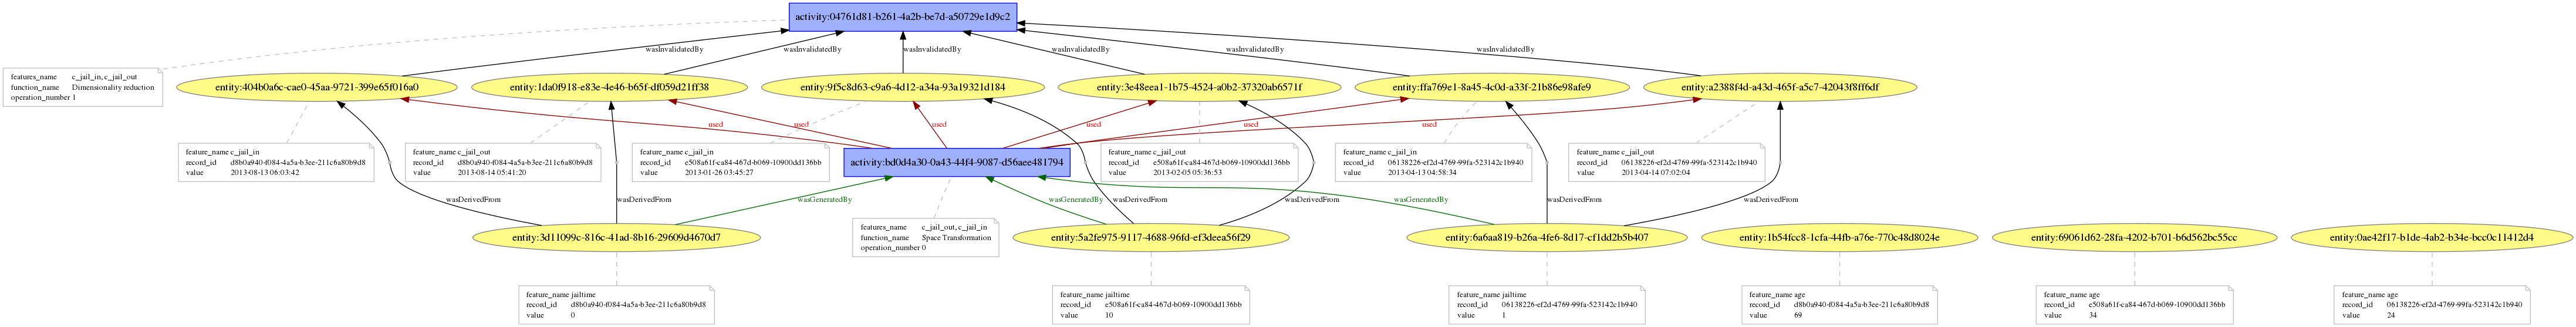 activity:04761d81-b261-4a2b-be7d-a50729e1d9c2
wasInvalidatedBy wasInvalidatedBy wasInvalidatedBy wasInvalidatedBy wasInvalidatedBy wasInvalidatedBy
features_name c_jail_in, c_jail_out
function_name Dimensionality reduction
operation_number 1
entity:404b0a6c-cae0-45aa-9721-399e65f016a0
entity:1da0f918-e83e-4e46-b65f-df059d21ff38
entity:9f5c8d63-c9a6-4d12-a34a-93a19321d184
entity:3e48eea1-1b75-4524-a0b2-37320ab6571f
entity:ffa769e1-8a45-4c0d-a33f-21b86e98afe9
entity:a2388f4d-a43d-465f-a5c7-42043f8ff6df
used used used used used used
feature_name c_jail_in
record_id d8b0a940-f084-4a5a-b3ee-211c6a80b9d8
value 2013-08-13 06:03:42
feature_name c_jail_out
record_id d8b0a940-f084-4a5a-b3ee-211c6a80b9d8
value 2013-08-14 05:41:20
feature_name c_jail_in
record_id e508a61f-ca84-467d-b069-10900dd136bb
value 2013-01-26 03:45:27
activity:bd0d4a30-0a43-44f4-9087-d56aee481794
feature_name c_jail_out
record_id e508a61f-ca84-467d-b069-10900dd136bb
value 2013-02-05 05:36:53
feature_name c_jail_in
record_id 06138226-ef2d-4769-99fa-523142c1b940
value 2013-04-13 04:58:34
feature_name c_jail_out
record_id 06138226-ef2d-4769-99fa-523142c1b940
value 2013-04-14 07:02:04
wasDerivedFrom wasGeneratedBy wasGeneratedBy wasDerivedFrom wasDerivedFrom wasGeneratedBy wasDerivedFrom wasDerivedFrom
wasDerivedFrom
features_name c_jail_out, c_jail_in
function_name Space Transformation
operation_number 0
entity:3d11099c-816c-41ad-8b16-29609d4670d7
entity:5a2fe975-9117-4688-96fd-ef3deea56f29
entity:6a6aa819-b26a-4fe6-8d17-cf1dd2b5b407
entity:1b54fcc8-1cfa-44fb-a76e-770c48d8024e
entity:69061d62-28fa-4202-b701-b6d562bc55cc
entity:0ae42f17-b1de-4ab2-b34e-bcc0c11412d4
feature_name jailtime
record_id d8b0a940-f084-4a5a-b3ee-211c6a80b9d8
value 0
feature_name jailtime
record_id e508a61f-ca84-467d-b069-10900dd136bb
value 10
feature_name jailtime
record_id 06138226-ef2d-4769-99fa-523142c1b940
value 1
feature_name age
record_id d8b0a940-f084-4a5a-b3ee-211c6a80b9d8
value 69
feature_name age
record_id e508a61f-ca84-467d-b069-10900dd136bb
value 34
feature_name age
record_id 06138226-ef2d-4769-99fa-523142c1b940
value 24